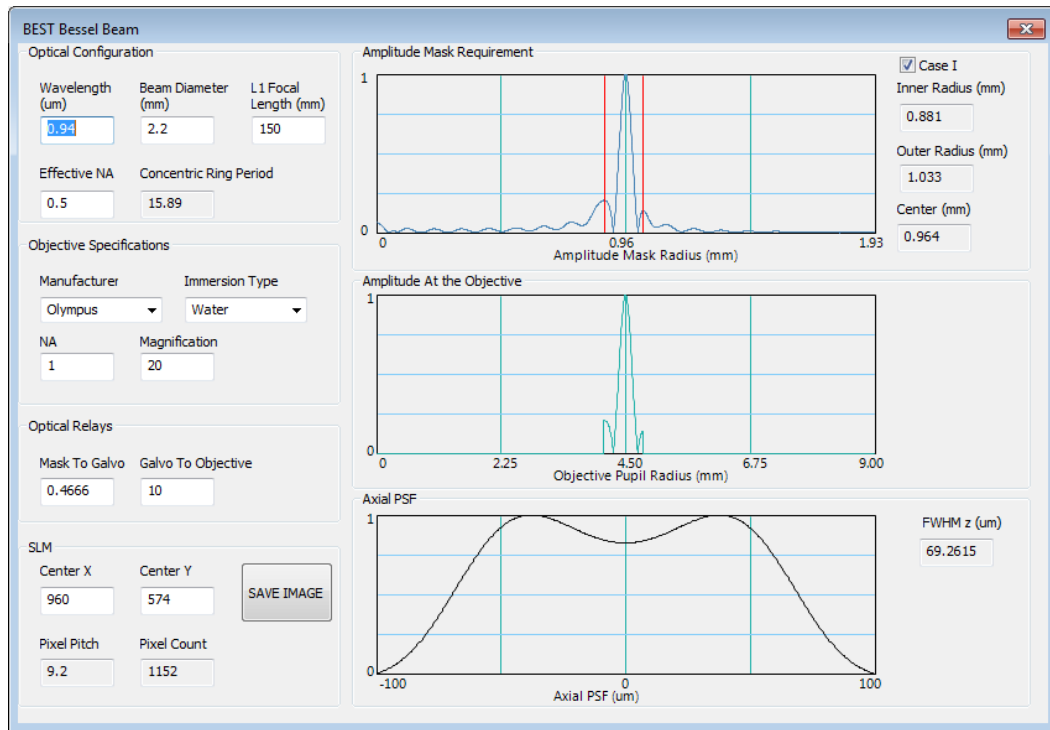 BEST Bessel Beam
Optical Configuration
Wavelength (um)
Beam Diameter (mm)
L1 Focal Length (mm)
0.94
2.2
150
Effective NA
Concentric Ring Period
0.5
15.89
Objective Specifications
Manufacturer
Immersion Type
Olympus
Water
NA
Magnification
1
20
Optical Relays
Mask To Galvo
Galvo To Objective
0.4666
10
SLM
Center X
Center Y
960
574
SAVE IMAGE
Pixel Pitch
Pixel Count
9.2
1152
Amplitude Mask Requirement
1
0
0
0.96
1.93
Amplitude Mask Radius (mm)
Case I
Inner Radius (mm)
0.881
Outer Radius (mm)
1.033
Center (mm)
0.964
Amplitude At the Objective
1
0
0
2.25
4.50
6.75
9.00
Objective Pupil Radius (mm)
Axial PSF
1
0
-100
0
100
Axial PSF (um)
FWHM z (um)
69.2615